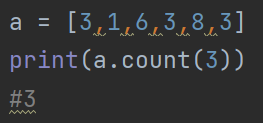 a = [3,1,6,3,8,3]
print(a.count(3))
#3